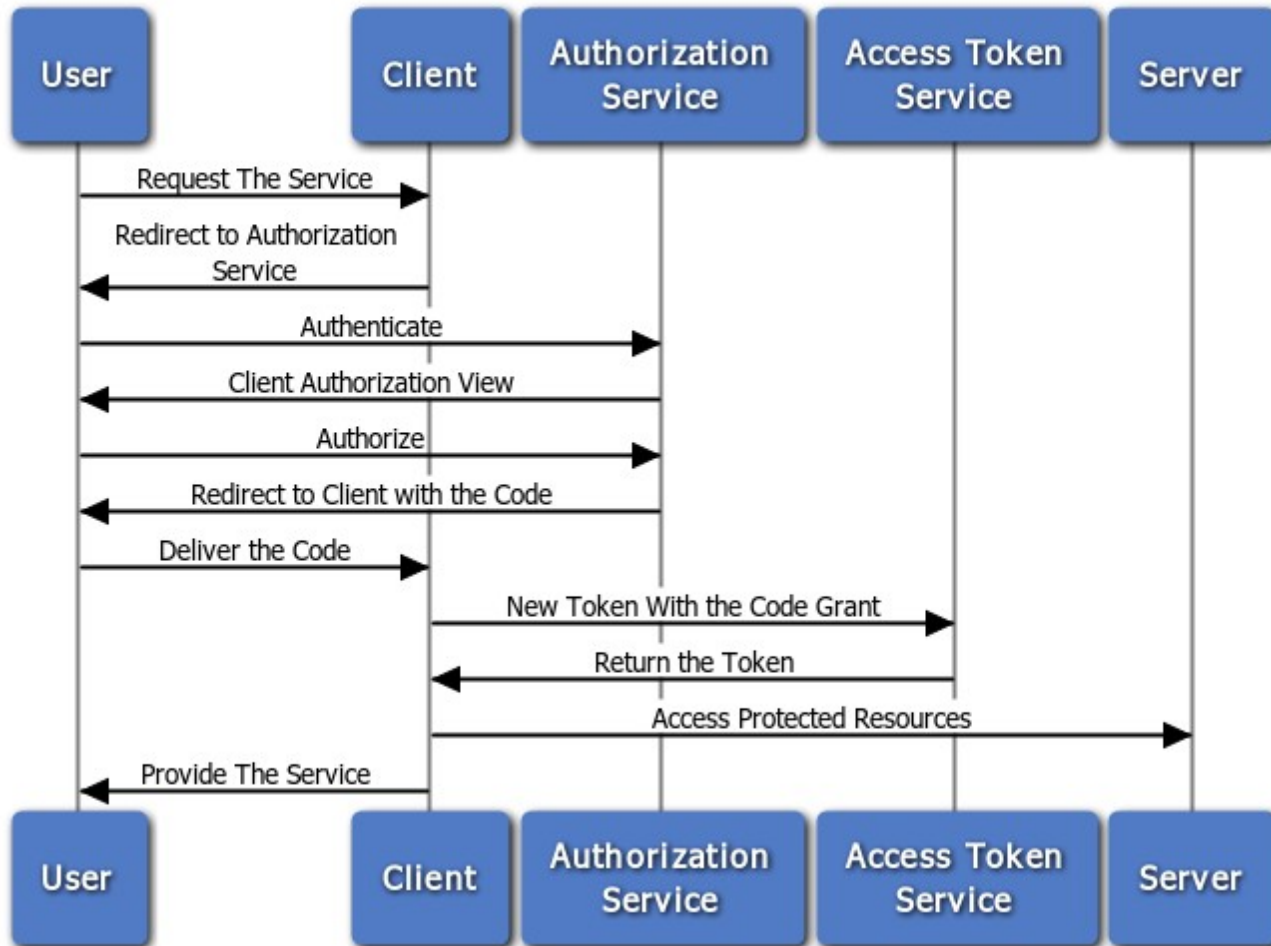 User
Client
Authorization
Service
Access Token
Service
Server
Request The Service
Redirect to Authorization
Service
Authenticate
Client Authorization View
Authorize
Redirect to Client with the Code
Deliver the Code
New Token With the Code Grant
Return the Token
Access Protected Resources
Provide The Service
User
Client
Authorization
Service
Access Token
Service
Server